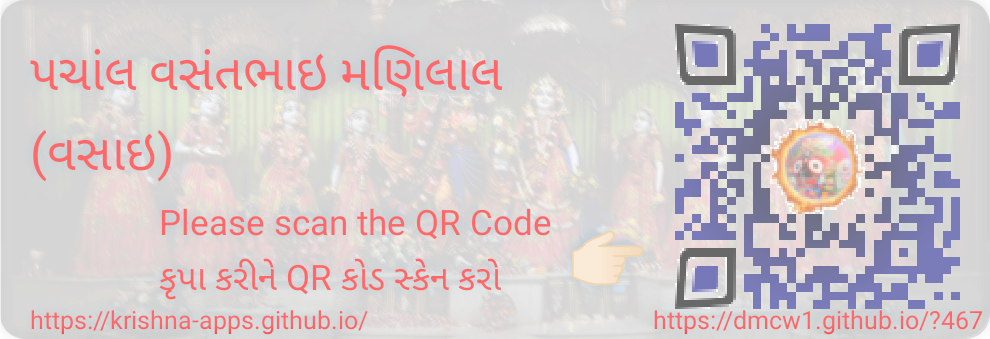 પચાંલ વસંતભાઇ મણિલાલ
(વસાઇ)
Please scan the QR Code
કૃપા કરીને QR કોડ સ્કેન કરો
https://krishna-apps.github.io/
https://dmcw1.github.io/?467